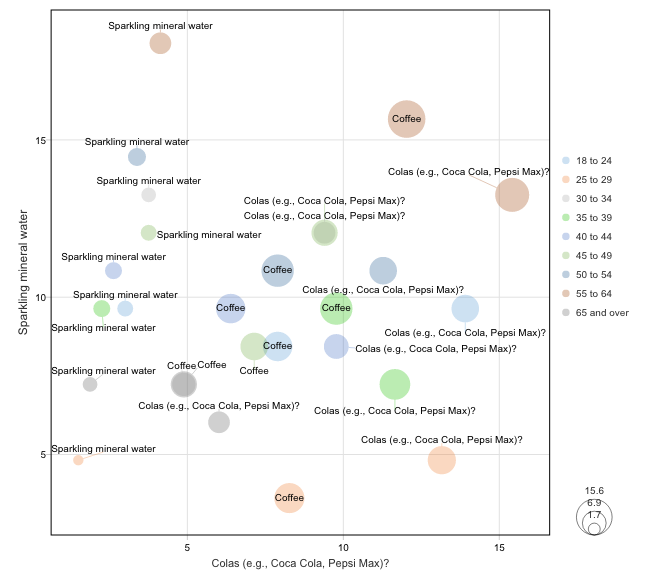 Sparkling mineral water
Coffee
15
Sparkling mineral water
18 to 24
Colas (e.g., Coca Cola, Pepsi Max)?
25 to 29
Sparkling mineral water
30 to 34
Colas (e.g., Coca Cola, Pepsi Max)?
Colas (e.g., Coca Cola, Pepsi Max)?
35 to 39
Sparkling mineral water
40 to 44
Sparkling mineral water
45 to 49
Coffee
50 to 54
Colas (e.g., Coca Cola, Pepsi Max)?
55 to 64
Sparkling mineral water
10
Coffee
Coffee
65 and over
Sparkling mineral water
Colas (e.g., Coca Cola, Pepsi Max)?
Coffee
Colas (e.g., Coca Cola, Pepsi Max)?
Coffee
Coffee
Coffee
Sparkling mineral water
Colas (e.g., Coca Cola, Pepsi Max)?
Colas (e.g., Coca Cola, Pepsi Max)?
Colas (e.g., Coca Cola, Pepsi Max)?
Sparkling mineral water
5
Coffee
15.6
6.9
1.7
5
10
15
Colas (e.g., Coca Cola, Pepsi Max)?
Sparkling mineral water